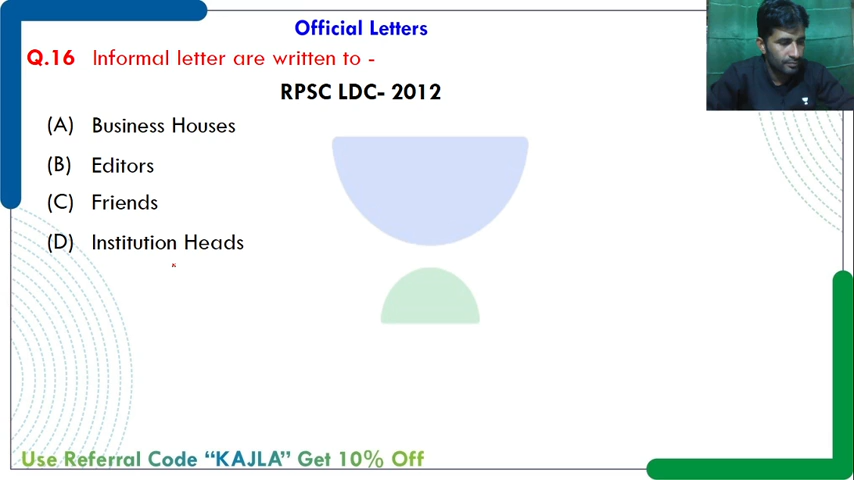 Official Letters
Q.16 Informal letter are written to -
RPSC LDC- 2012
(A) Business Houses
(B) Editors
(C) Friends
(D) Institution Heads
Use Referral Code “KAJLA” Get 10% Off